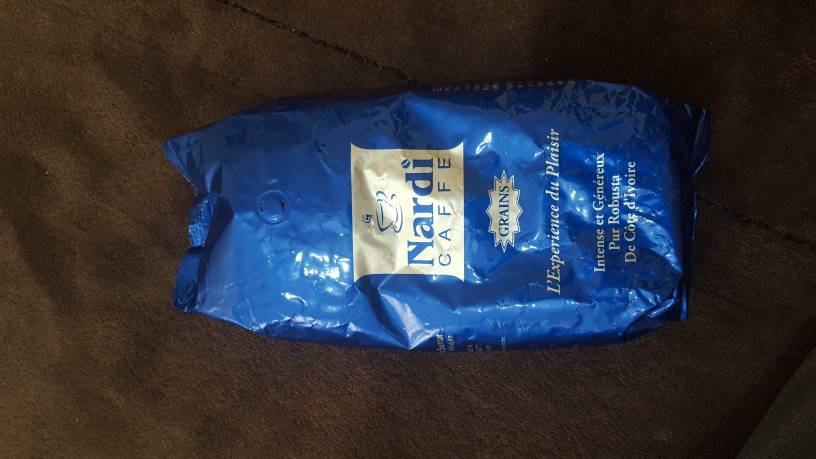 Nardi
CAFFE
GRAINS
L'Experience du Plaisir
Intense et Généreux
Pur Robusta
De Côte d'Ivoire